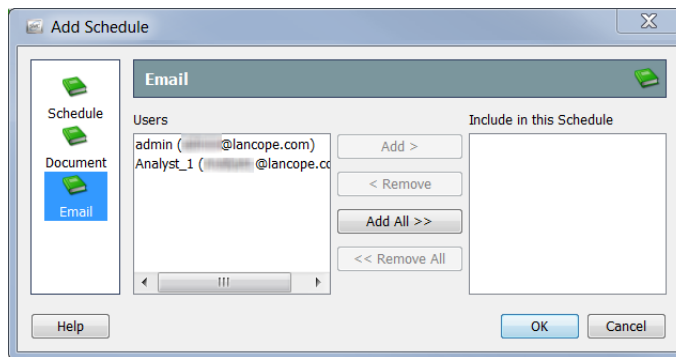 Add Schedule
Email
Schedule
Document
Email
Users
admin (@lancope.com)
Analyst_1 (@lancope.cc
Add >
< Remove
Add All >>
<< Remove All
Include in this Schedule
Help
OK
Cancel